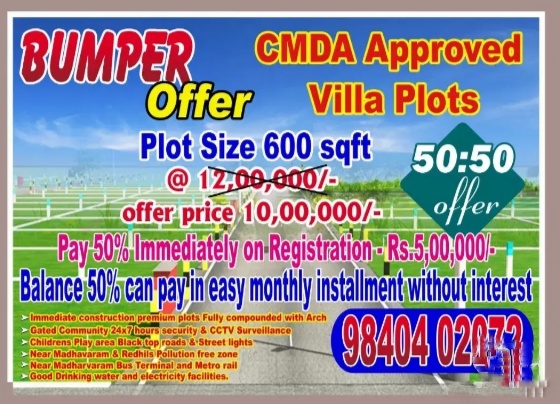 BUMPER
Offer
CMDA Approved
Villa Plots
Plot Size 600 sqft
@ 12,00,000/-
offer price 10,00,000/-
50:50
offer
Pay 50% Immediately on Registration - Rs.5,00,000/-
Balance 50% can pay in easy monthly installment without interest
Immediate construction premium plots Fully compounded with Arch
Gated Community 24x7 hours security & CCTV Surveillance
Childrens Play area Black top roads & Street lights
Near Madhavaram & Redhils Pollution free zone
Near Madharvaram Bus Terminal and Metro rail
Good Drinking water and electricity facilities.
98404